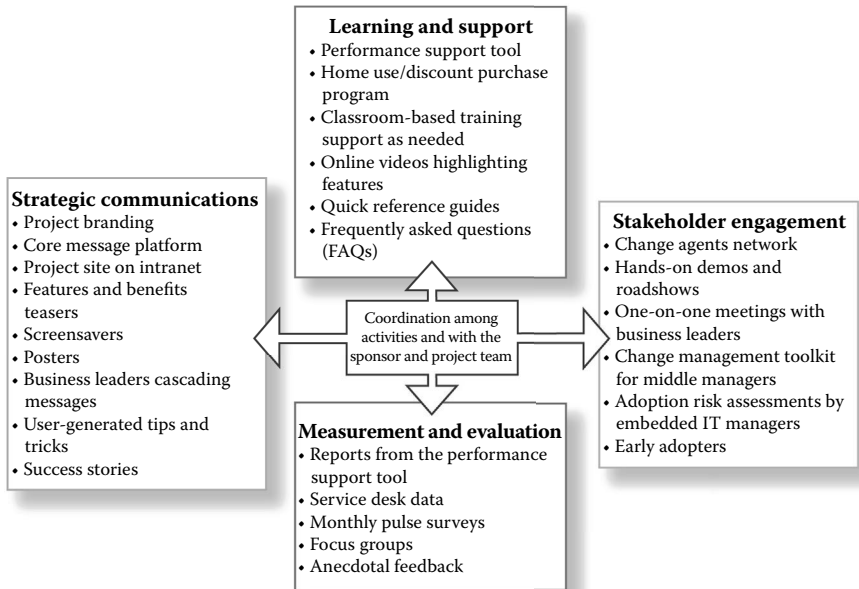 Learning and support
• Performance support tool
• Home use/discount purchase
program
• Classroom-based training
support as needed
• Online videos highlighting
features
• Quick reference guides
• Frequently asked questions
(FAQs)
Strategic communications
• Project branding
• Core message platform
• Project site on intranet
• Features and benefits
teasers
• Screensavers
• Posters
• Business leaders cascading
messages
• User-generated tips and
tricks
• Success stories
Coordination among
activities and with the
sponsor and project team
Stakeholder engagement
• Change agents network
• Hands-on demos and
roadshows
• One-on-one meetings with
business leaders
• Change management toolkit
for middle managers
• Adoption risk assessments by
embedded IT managers
• Early adopters
Measurement and evaluation
• Reports from the performance
support tool
• Service desk data
• Monthly pulse surveys
• Focus groups
• Anecdotal feedback